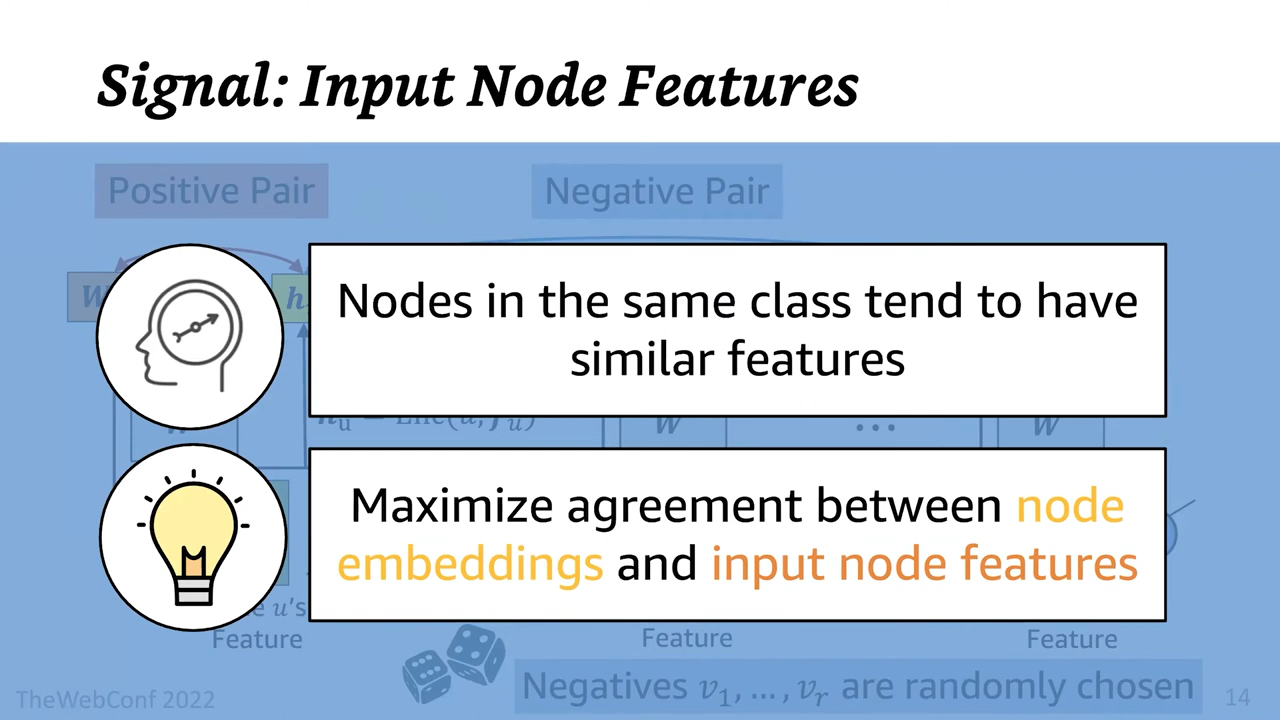 Signal: Input Node Features
Positive Pair
Negative Pair
Nodes in the same class tend to have
similar features
Maximize agreement between node
embeddings and input node features
u's
Feature
Feature
Feature
Negatives v₁, ..., vᵣ are randomly chosen
TheWebConf 2022
14